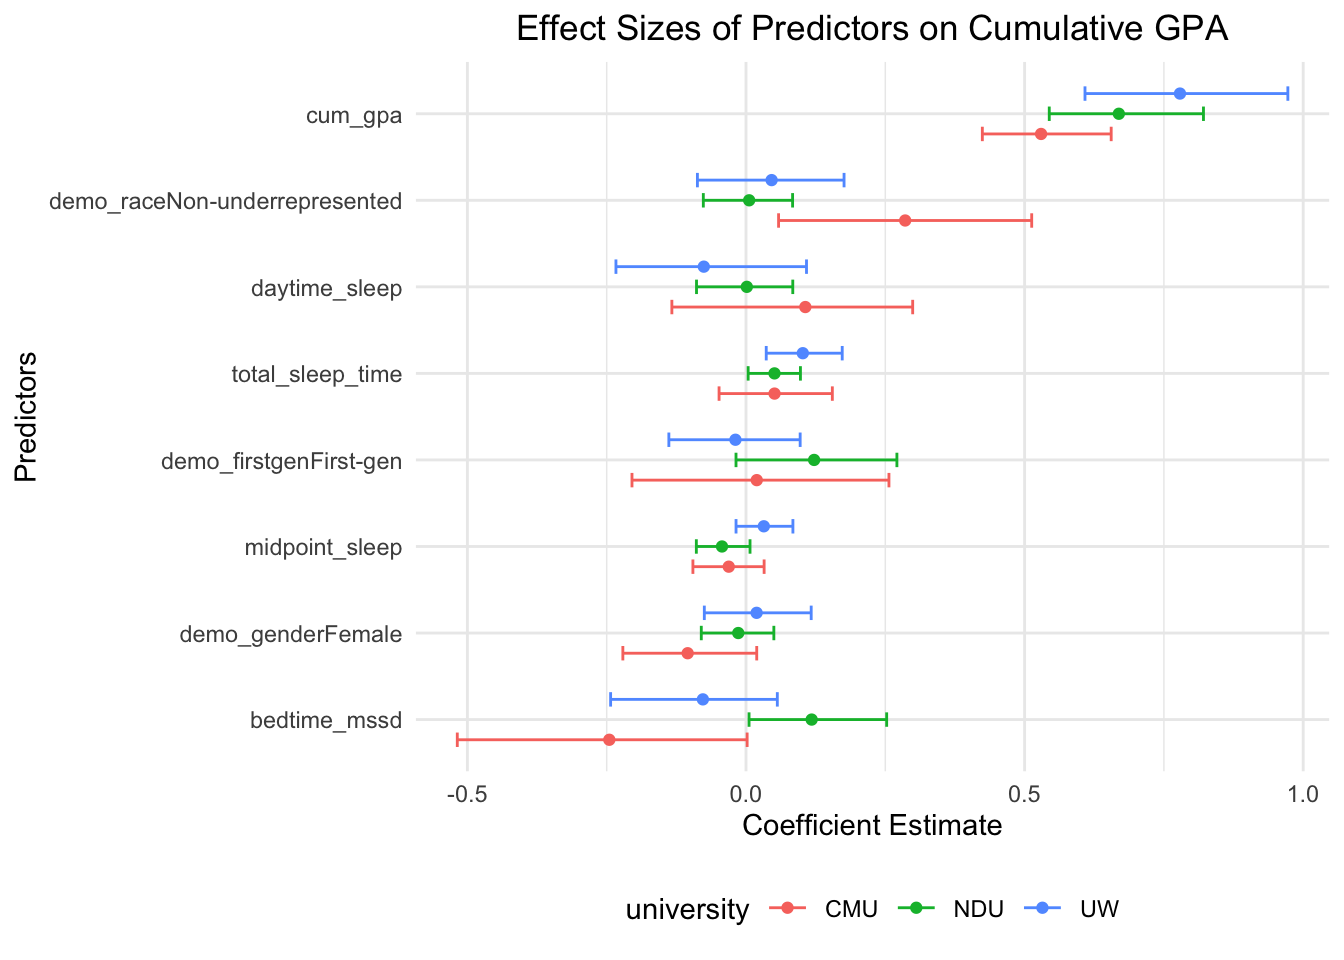 Effect Sizes of Predictors on Cumulative GPA
Predictors
cum_gpa
demo_raceNon-underrepresented
daytime_sleep
total_sleep_time
demo_firstgenFirst-gen
midpoint_sleep
demo_genderFemale
bedtime_mssd
-0.5 0.0 0.5 1.0
Coefficient Estimate
university CMU NDU UW